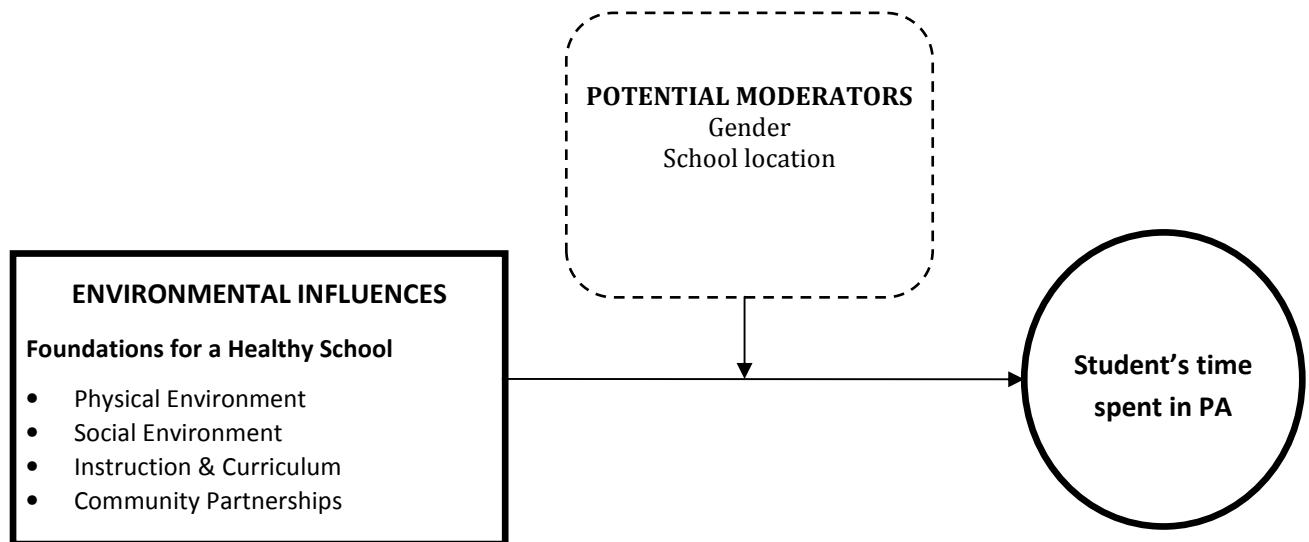 POTENTIAL MODERATORS
Gender
School location
ENVIRONMENTAL INFLUENCES
Foundations for a Healthy School
• Physical Environment
• Social Environment
• Instruction & Curriculum
• Community Partnerships
Student’s time
spent in PA